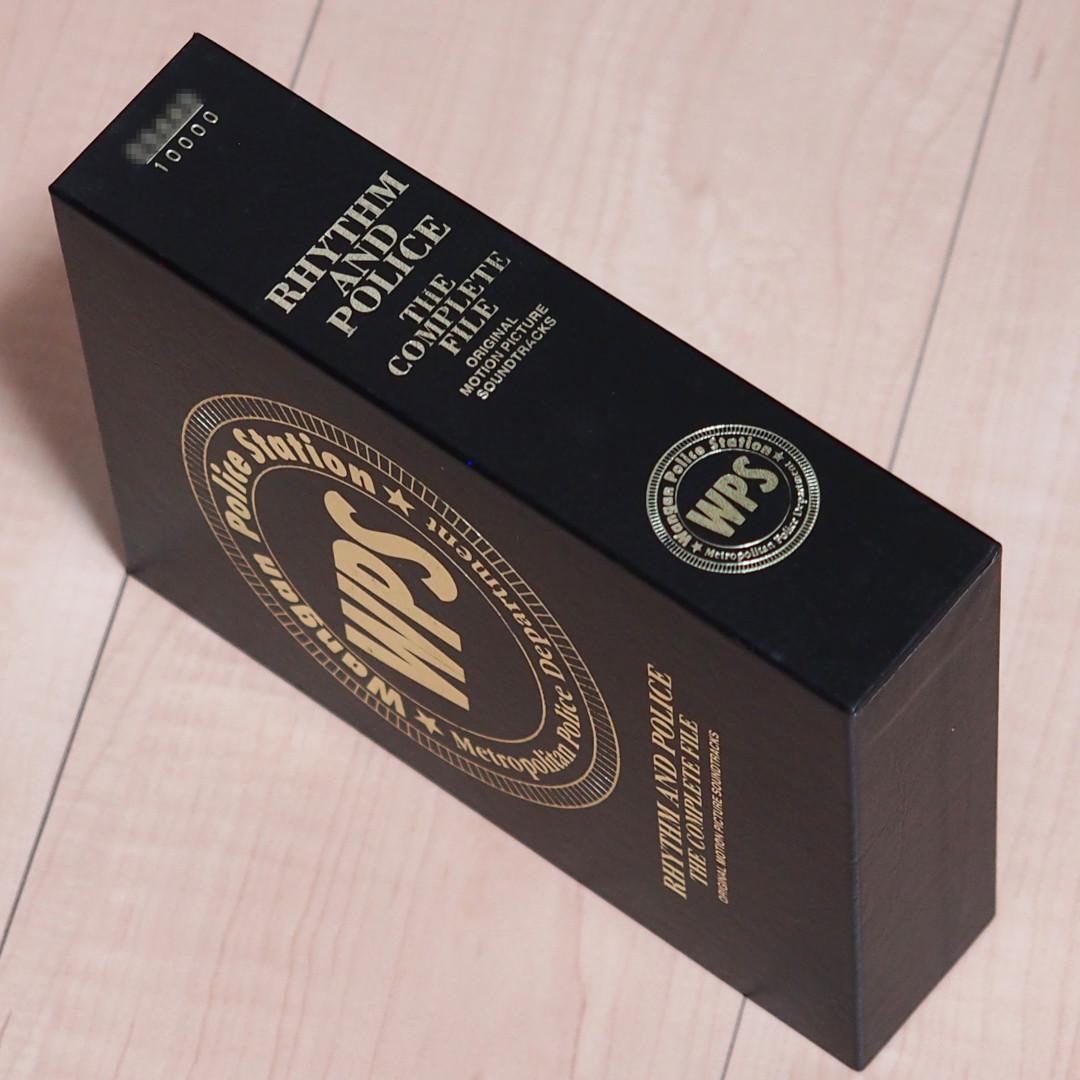 10000
RHYTHM
AND
POLICE
THE
COMPLETE
FILE
ORIGINAL
MOTION PICTURE
SOUNDTRACKS
Wangan Police Station
WPS
Metropolitan Police Department
Wangan Police Station
WPS
Metropolitan Police Department
RHYTHM AND POLICE
THE COMPLETE FILE
ORIGINAL MOTION PICTURE SOUNDTRACKS